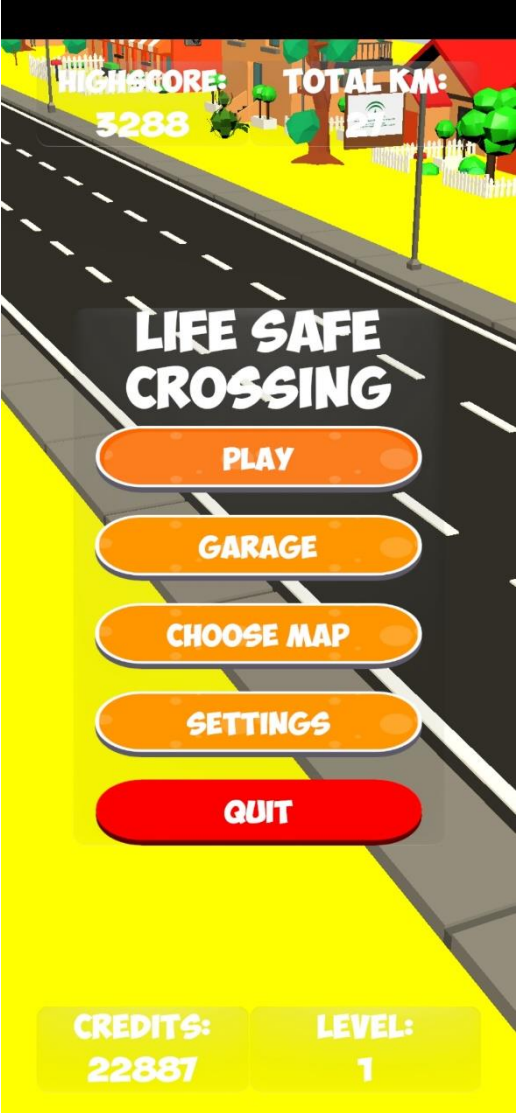 HIGHSCORE: TOTAL KM:
3288
LIFE SAFE
CROSSING
PLAY
GARAGE
CHOOSE MAP
SETTINGS
QUIT
CREDITS: LEVEL:
22887 1